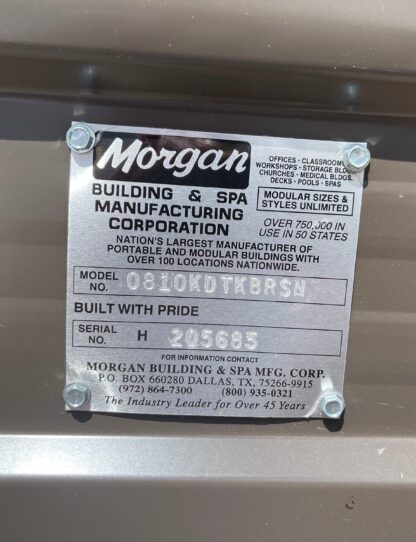 Morgan
BUILDING & SPA
MANUFACTURING
CORPORATION
OFFICES · CLASSROOMS
WORKSHOPS · STORAGE BLDGS
CHURCHES · MEDICAL BLDGS.
DECKS · POOLS · SPAS
MODULAR SIZES &
STYLES UNLIMITED
OVER 750,000 IN
USE IN 50 STATES
NATION'S LARGEST MANUFACTURER OF
PORTABLE AND MODULAR BUILDINGS WITH
OVER 100 LOCATIONS NATIONWIDE.
MODEL NO. 0810KDTKBRSN
BUILT WITH PRIDE
SERIAL NO. H 205685
FOR INFORMATION CONTACT
MORGAN BUILDING & SPA MFG. CORP.
P.O. BOX 660280 DALLAS, TX, 75266-9915
(972) 864-7300 (800) 935-0321
The Industry Leader for Over 45 Years